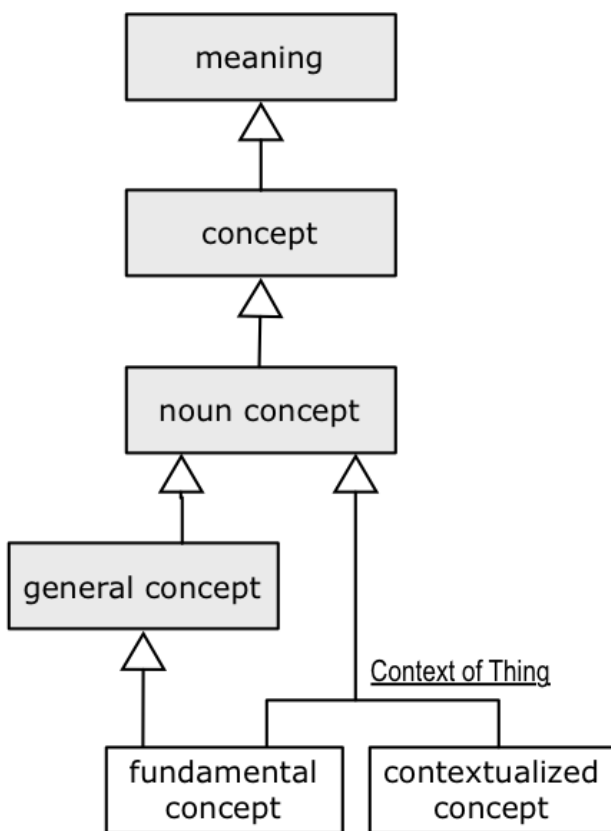 meaning
concept
noun concept
general concept
Context of Thing
fundamental
concept
contextualized
concept